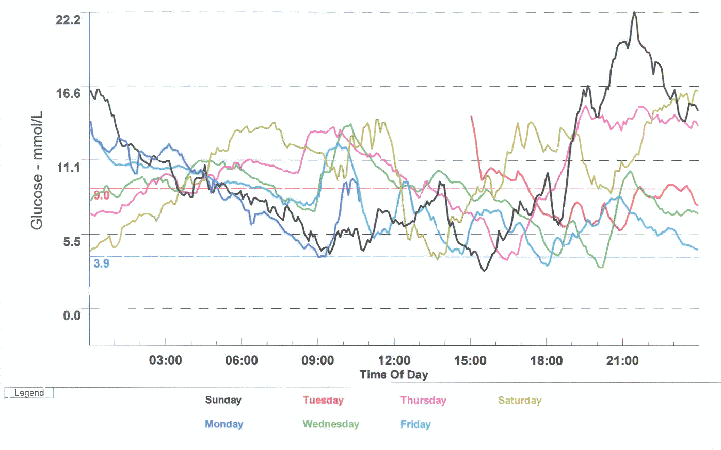 22.2
16.6
11.1
9.0
5.5
3.9
0.0
Glucose - mmol/L
03:00 06:00 09:00 12:00 15:00 18:00 21:00
Time Of Day
Legend
Sunday Tuesday Thursday Saturday
Monday Wednesday Friday